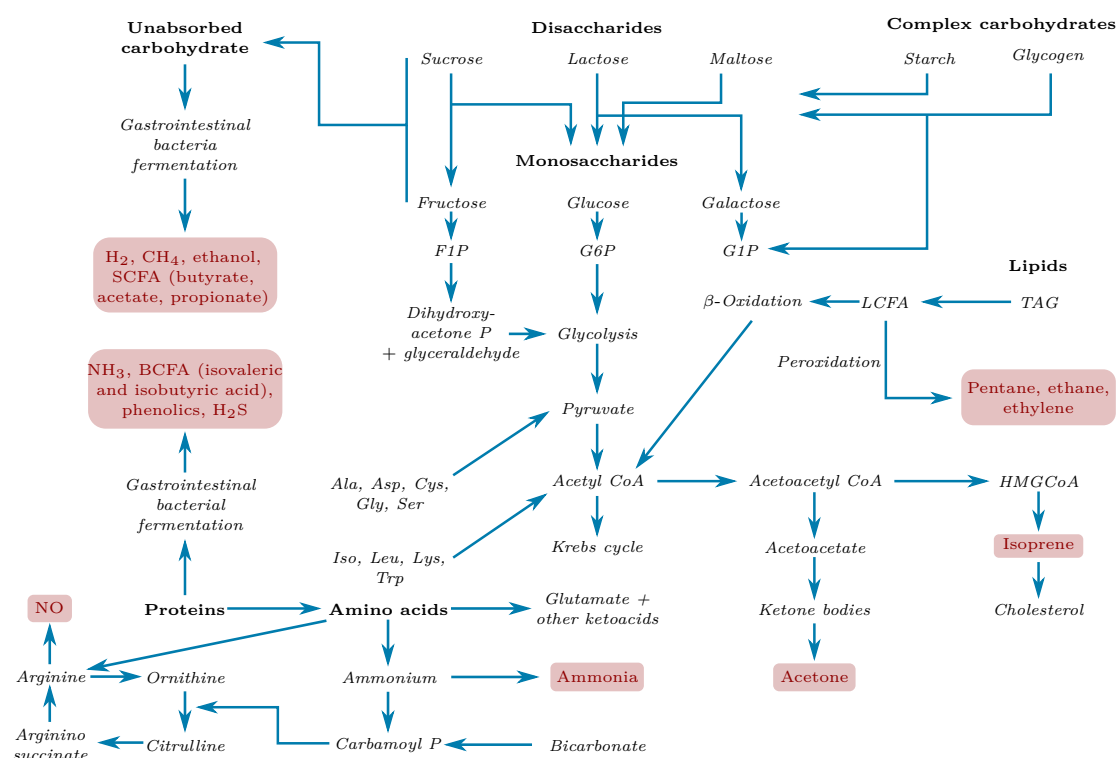 Unabsorbed
carbohydrate
Disaccharides
Complex carbohydrates
Sucrose
Lactose
Maltose
Starch
Glycogen
Gastrointestinal
bacteria
fermentation
Monosaccharides
Fructose
Glucose
Galactose
F1P
G6P
G1P
H₂, CH₄, ethanol,
SCFA (butyrate,
acetate, propionate)
Lipids
β-Oxidation
LCFA
TAG
Dihydroxy-
acetone P
+ glyceraldehyde
Glycolysis
Peroxidation
NH₃, BCFA (isovaleric
and isobutyric acid),
phenolics, H₂S
Pentane, ethane,
ethylene
Pyruvate
Ala, Asp, Cys,
Gly, Ser
Acetyl CoA
Acetoacetyl CoA
HMGCoA
Gastrointestinal
bacterial
fermentation
Krebs cycle
Acetoacetate
Isoprene
Iso, Leu, Lys,
Trp
NO
Proteins
Amino acids
Glutamate +
other ketoacids
Ketone bodies
Cholesterol
Arginine
Ornithine
Ammonium
Ammonia
Acetone
Arginino
succinate
Citrulline
Carbamoyl P
Bicarbonate